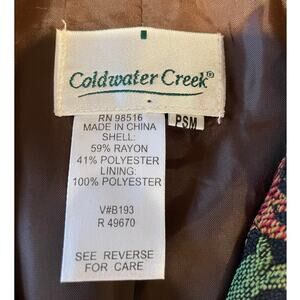 Coldwater Creek®
PSM
RN 98516
MADE IN CHINA
SHELL:
59% RAYON
41% POLYESTER
LINING:
100% POLYESTER
V#B193
R 49670
SEE REVERSE
FOR CARE